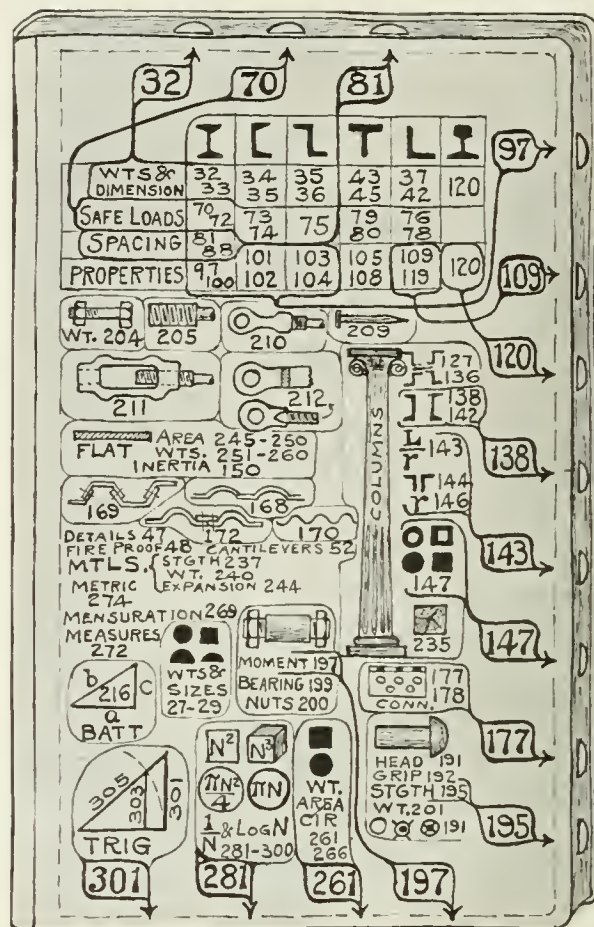 32 70 81
97
WTS & DIMENSION 32 33 34 35 35 36 43 45 37 42 120
SAFE LOADS 70 72 73 74 75 79 80 76 78
SPACING 81 88
PROPERTIES 97 100 101 102 103 104 105 108 109 119 120
109
WT. 204 205 210 209
120
211 212
127
136
138
142
138
FLAT AREA 245-250
WTS. 251-260
INERTIA 150
COLUMNS
L
r 143
144
r 146
143
169 168
172 170
DETAILS 47
FIRE PROOF 48 CANTILEVERS 52
MTLS. STGTH 237
WT. 240
EXPANSION 244
147
147
METRIC
274
MENSURATION 269
MEASURES
272
235
WTS &
SIZES
27-29
MOMENT 197
BEARING 199
NUTS 200
177
178
CONN.
177
b 216 c
a
BATT
HEAD 191
GRIP 192
STGTH 195
WT. 201
191
195
305 303 301
TRIG
N² N³
πN²
4
πN
1
N & LOG N
281-300
WT.
AREA
CIR
261
266
301 281 261 197